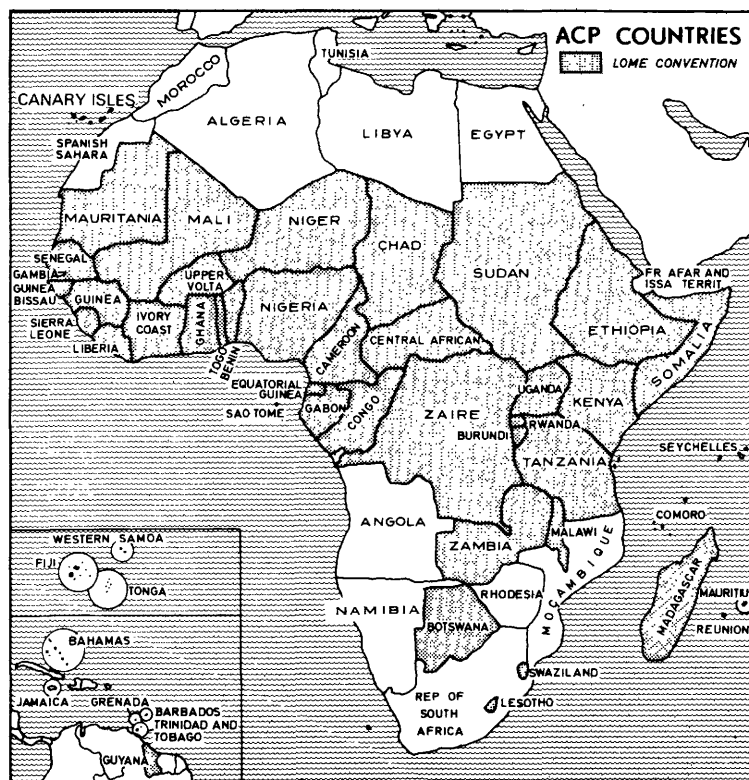 ACP COUNTRIES
LOME CONVENTION
TUNISIA
MOROCCO
CANARY ISLES
ALGERIA
LIBYA
EGYPT
SPANISH
SAHARA
MAURITANIA
MALI
NIGER
CHAD
SUDAN
SENEGAL
GAMBIA
GUINEA
BISSAU
GUINEA
UPPER
VOLTA
NIGERIA
FR AFAR AND
ISSA TERRIT
SIERRA
LEONE
IVORY
COAST
GHANA
LIBERIA
TOGO
BENIN
CAMEROON
CENTRAL AFRICAN
ETHIOPIA
SOMALIA
EQUATORIAL
GUINEA
SAO TOME
GABON
CONGO
ZAIRE
UGANDA
KENYA
RWANDA
BURUNDI
TANZANIA
SEYCHELLES
COMORO
ANGOLA
ZAMBIA
MALAWI
MOÇAMBIQUE
MADAGASCAR
MAURITIU
REUNION
NAMIBIA
RHODESIA
BOTSWANA
SWAZILAND
REP OF
SOUTH
AFRICA
LESOTHO
WESTERN SAMOA
FIJI
TONGA
BAHAMAS
JAMAICA
GRENADA
BARBADOS
TRINIDAD AND
TOBAGO
GUYANA